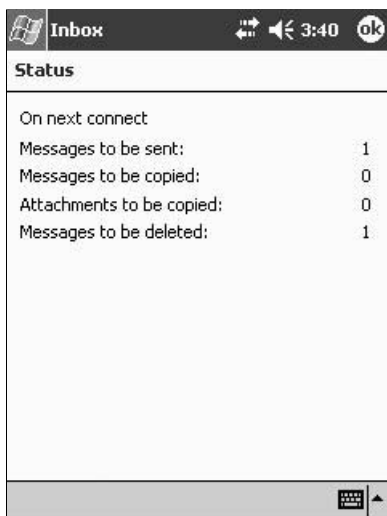 Inbox 3:40 ok
Status
On next connect
Messages to be sent: 1
Messages to be copied: 0
Attachments to be copied: 0
Messages to be deleted: 1